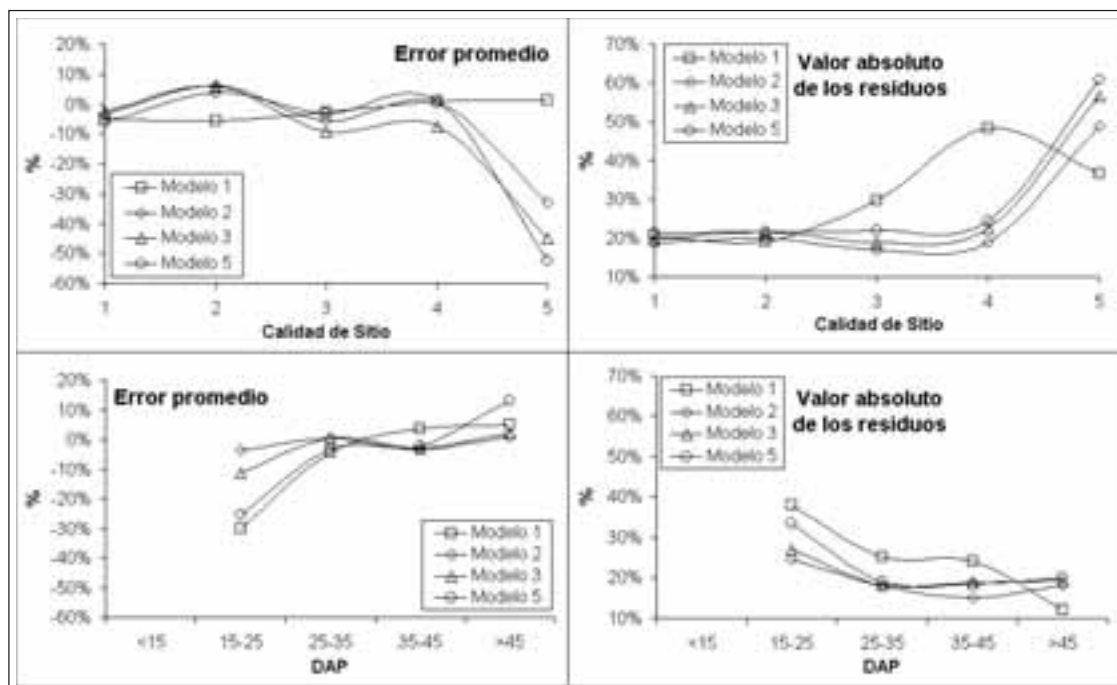 Error promedio
20%
10%
0%
-10%
-20%
-30%
-40%
-50%
-60%
%
Modelo 1
Modelo 2
Modelo 3
Modelo 5
1 2 3 4 5
Calidad de Sitio
Valor absoluto
de los residuos
70%
60%
50%
40%
30%
20%
10%
%
Modelo 1
Modelo 2
Modelo 3
Modelo 5
1 2 3 4 5
Calidad de Sitio
Error promedio
20%
10%
0%
-10%
-20%
-30%
-40%
-50%
-60%
%
Modelo 1
Modelo 2
Modelo 3
Modelo 5
<15 15-25 25-35 35-45 >45
DAP
Valor absoluto
de los residuos
70%
60%
50%
40%
30%
20%
10%
%
Modelo 1
Modelo 2
Modelo 3
Modelo 5
<15 15-25 25-35 35-45 >45
DAP